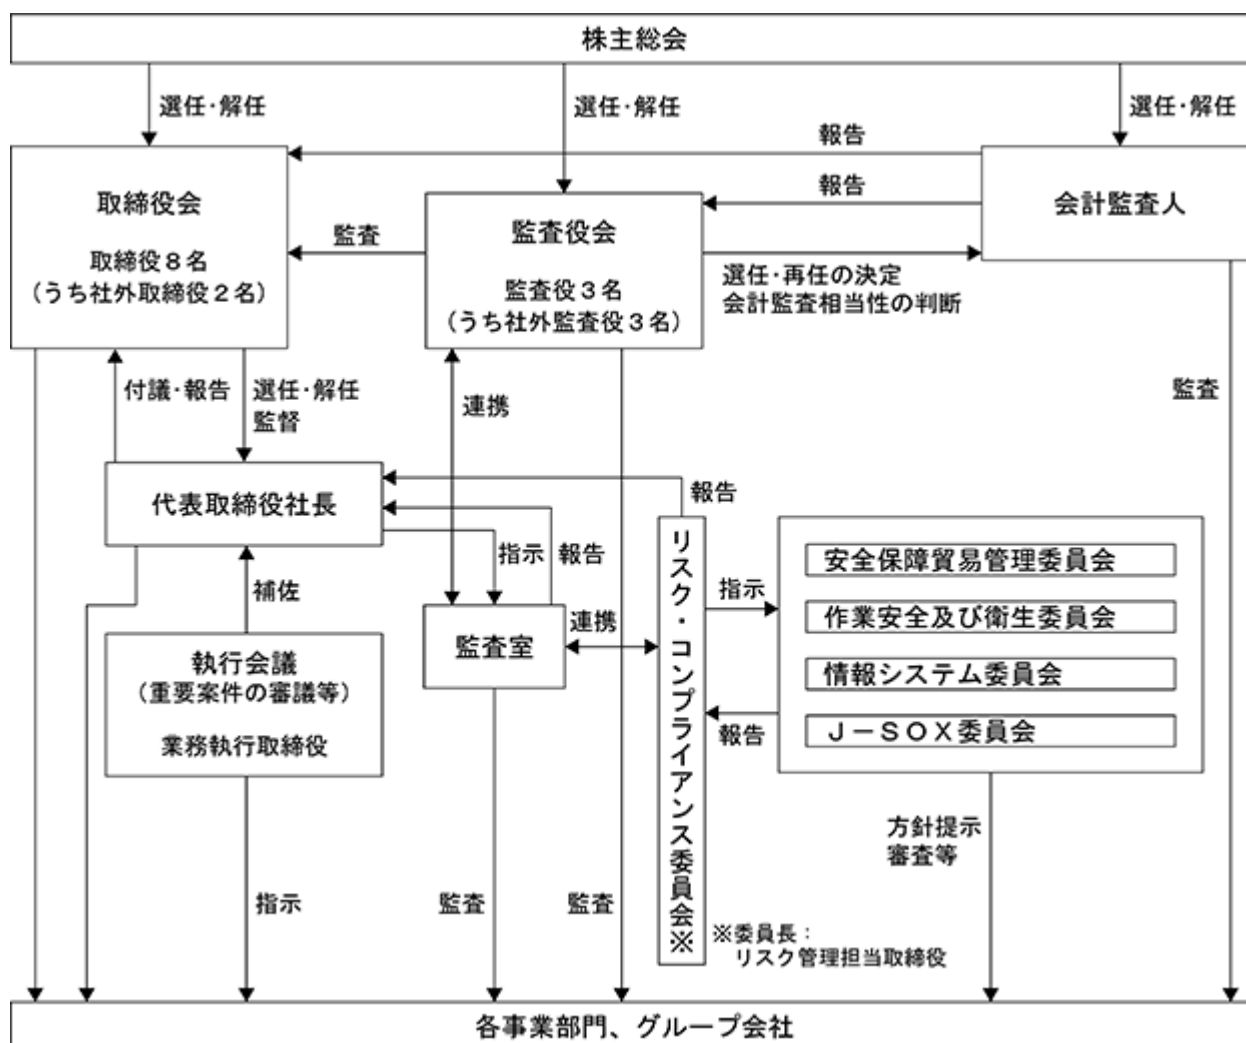 株主総会
選任・解任
選任・解任
選任・解任
報告
取締役会
取締役8名
（うち社外取締役2名）
監査
監査役会
監査役3名
（うち社外監査役3名）
報告
会計監査人
選任・再任の決定
会計監査相当性の判断
付議・報告
選任・解任
監督
連携
監査
代表取締役社長
報告
指示
報告
補佐
執行会議
（重要案件の審議等）
業務執行取締役
監査室
連携
リスク・コンプライアンス委員会※
指示
報告
安全保障貿易管理委員会
作業安全及び衛生委員会
情報システム委員会
J－SOX委員会
方針提示
審査等
指示
監査
監査
※委員長：
リスク管理担当取締役
各事業部門、グループ会社